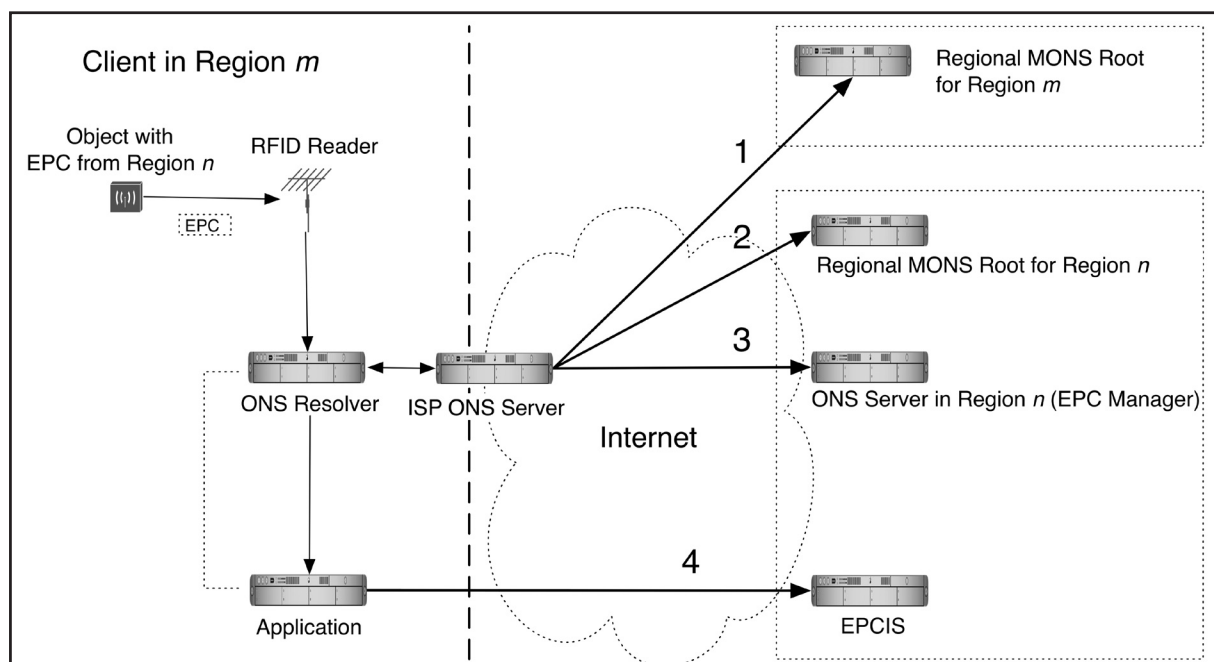 Client in Region m
Object with
EPC from Region n
RFID Reader
EPC
ONS Resolver
ISP ONS Server
Application
Internet
1
2
3
4
Regional MONS Root
for Region m
Regional MONS Root for Region n
ONS Server in Region n (EPC Manager)
EPCIS